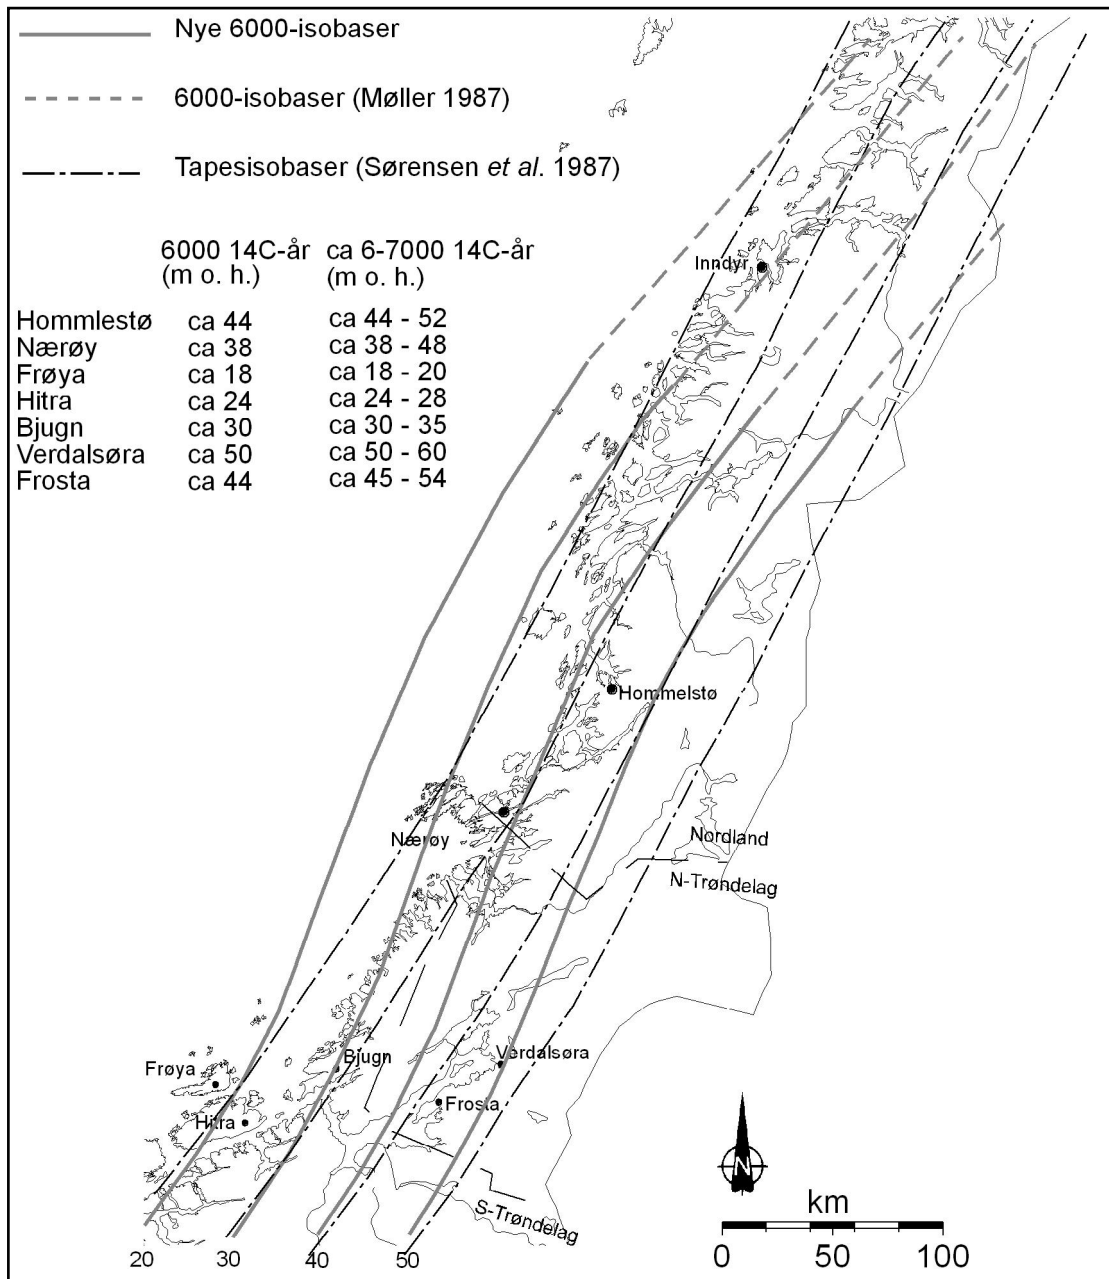 Nye 6000-isobaser
6000-isobaser (Møller 1987)
Tapesisobaser (Sørensen et al. 1987)
6000 14C-år ca 6-7000 14C-år
(m o. h.) (m o. h.)
Hommlestø ca 44 ca 44 - 52
Nærøy ca 38 ca 38 - 48
Frøya ca 18 ca 18 - 20
Hitra ca 24 ca 24 - 28
Bjugn ca 30 ca 30 - 35
Verdalsøra ca 50 ca 50 - 60
Frosta ca 44 ca 45 - 54
Inndyr
Hommelstø
Nærøy
Nordland
N-Trøndelag
Bjugn
Verdalsøra
Frøya
Frosta
Hitra
N
S-Trøndelag
km
0 50 100
20 30 40 50